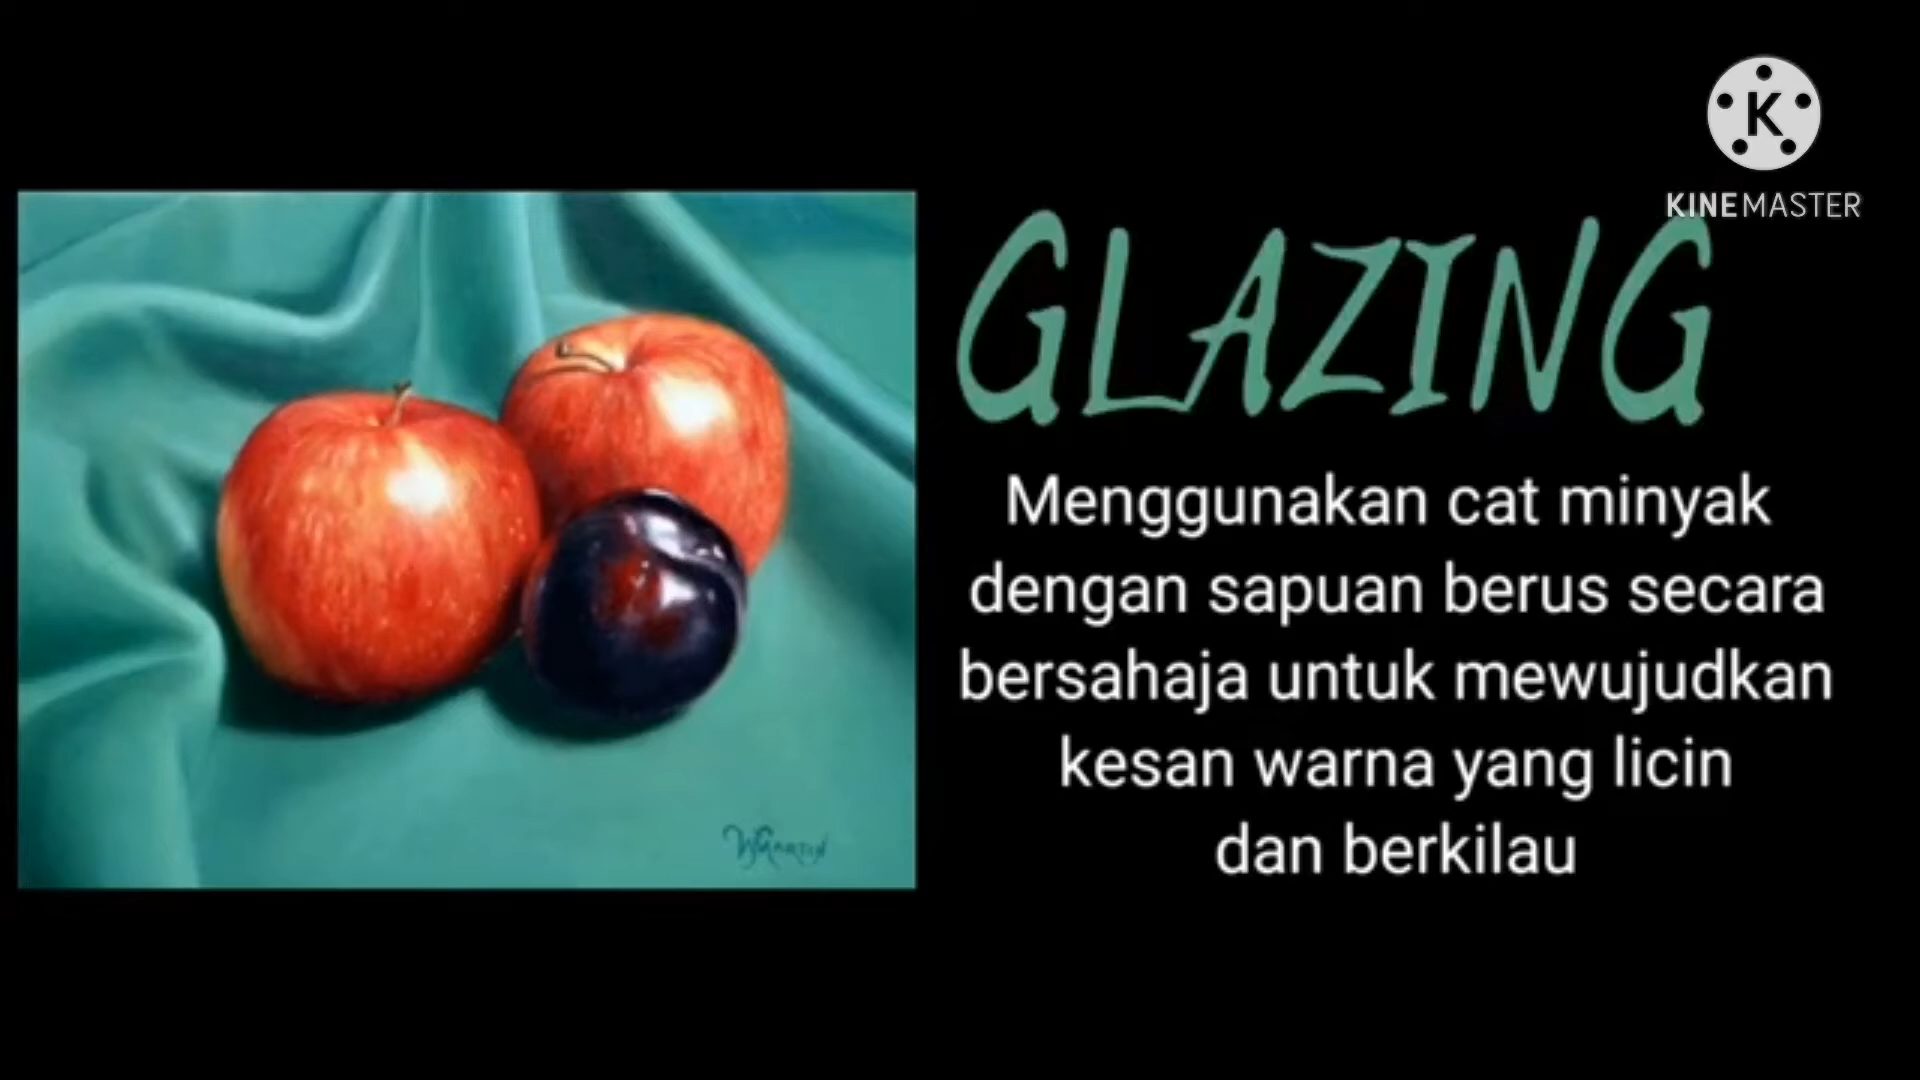 K
KINEMASTER
GLAZING
Menggunakan cat minyak
dengan sapuan berus secara
bersahaja untuk mewujudkan
kesan warna yang licin
dan berkilau